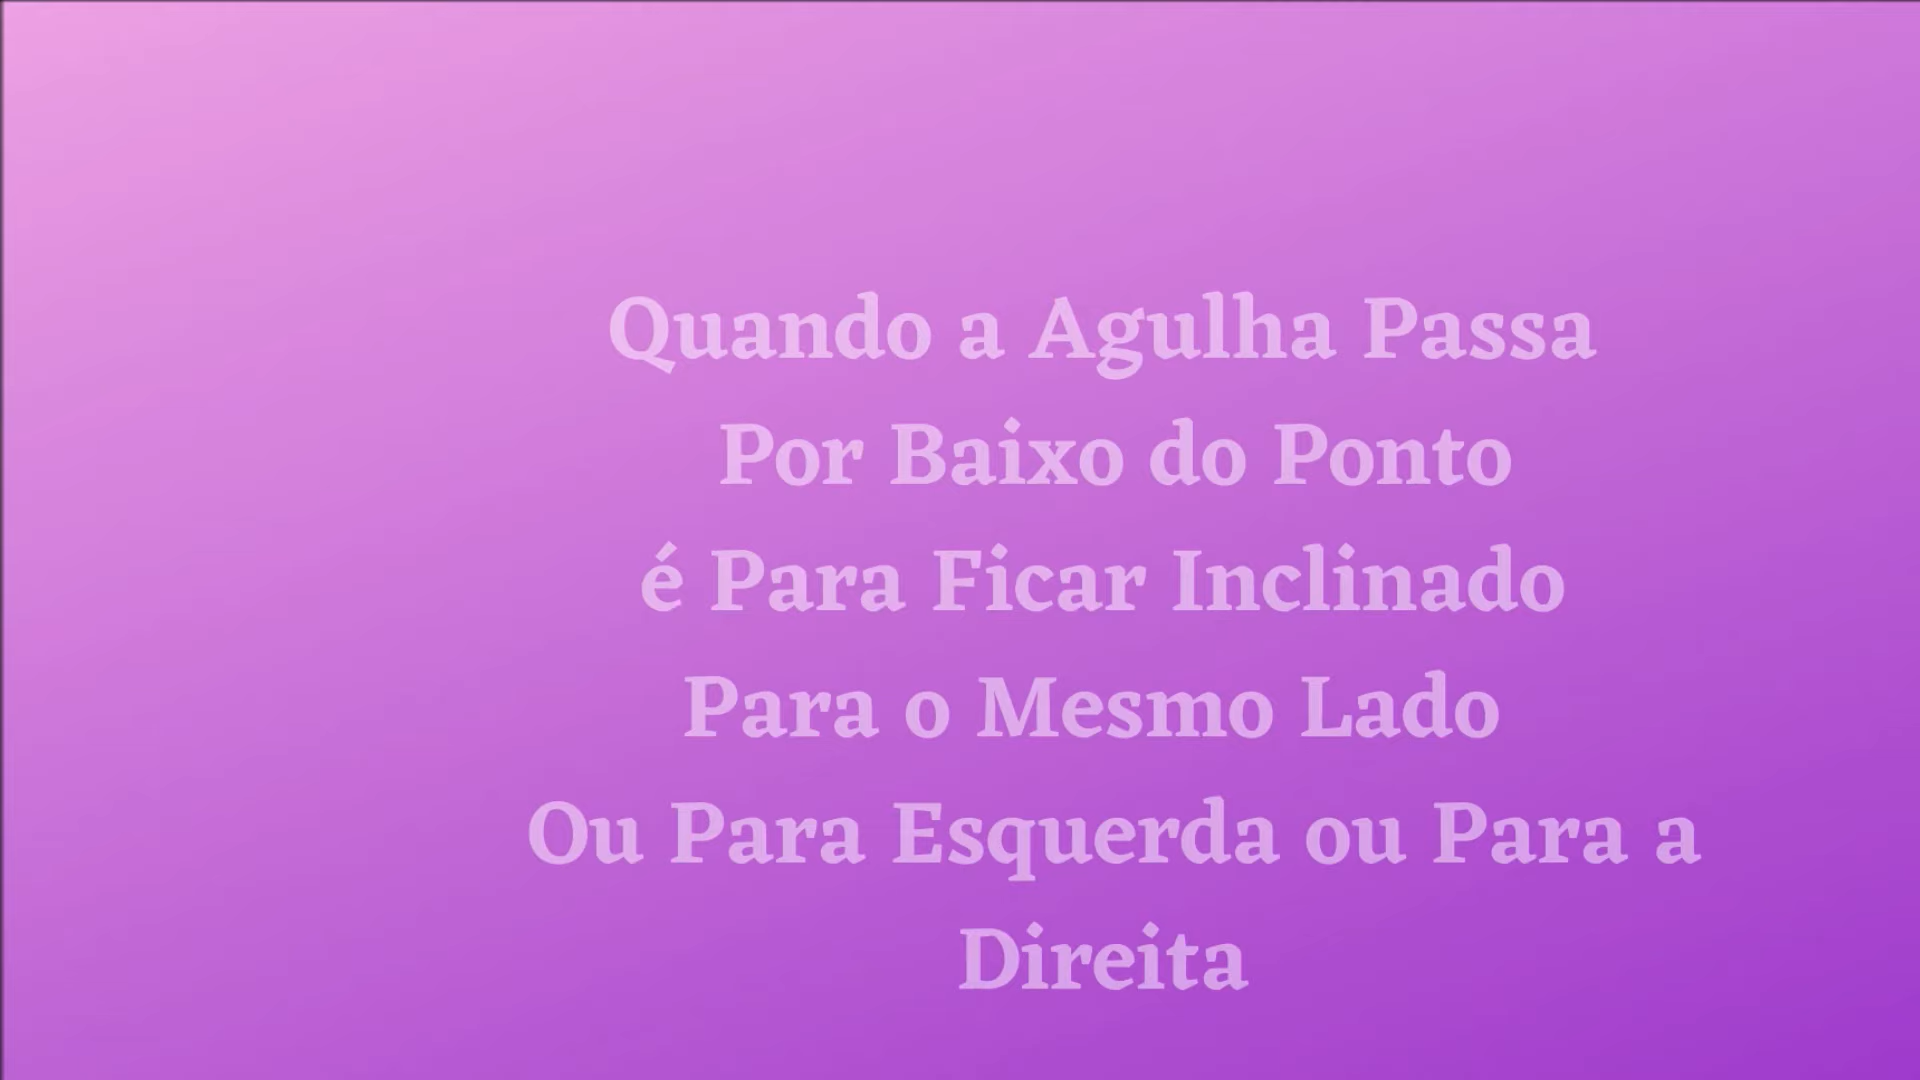 Quando a Agulha Passa
Por Baixo do Ponto
é Para Ficar Inclinado
Para o Mesmo Lado
Ou Para Esquerda ou Para a
Direita